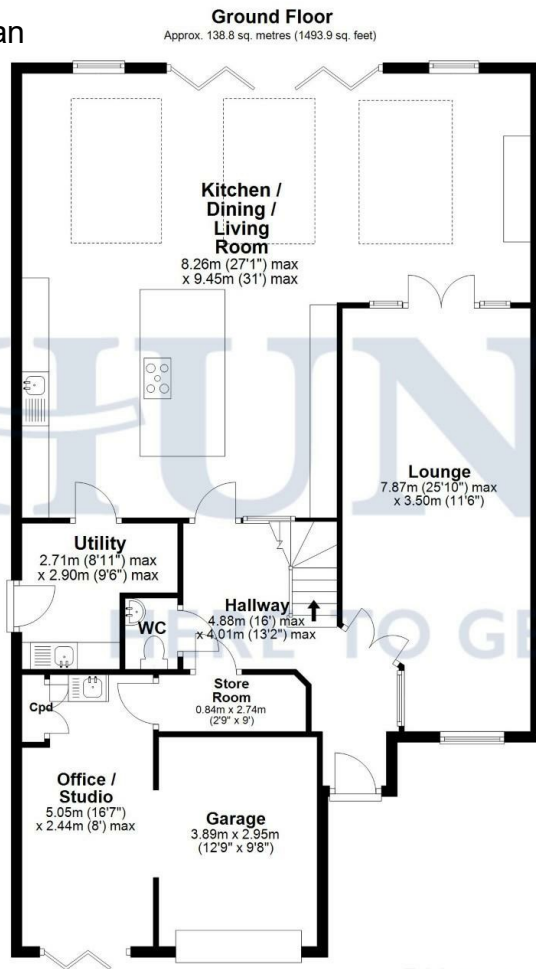 an
Ground Floor
Approx. 138.8 sq. metres (1493.9 sq. feet)
Kitchen /
Dining /
Living
Room
8.26m (27'1") max
x 9.45m (31') max
HUN
Lounge
7.87m (25'10") max
x 3.50m (11'6")
Utility
2.71m (8'11") max
x 2.90m (9'6") max
WC
Hallway
4.88m (16') max
x 4.01m (13'2") max
HERE TO GE
Store
Room
0.84m x 2.74m
(2'9" x 9')
Cpd
Office /
Studio
5.05m (16'7")
x 2.44m (8') max
Garage
3.89m x 2.95m
(12'9" x 9'8")